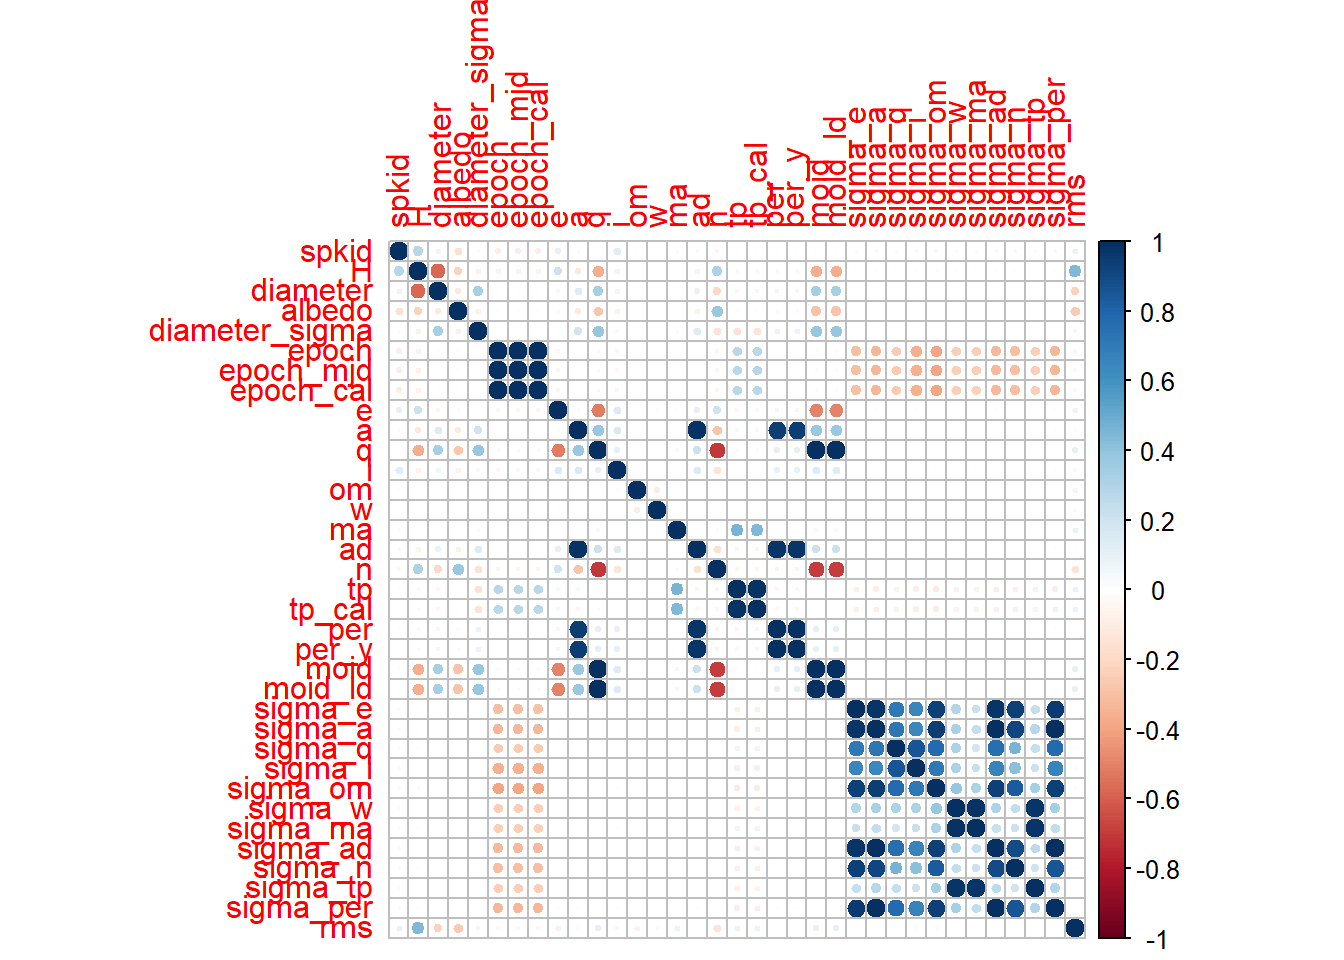 spkid
H
diameter
albedo
diameter_sigma
epoch
epoch_mjd
epoch_cal
e
a
q
i
om
w
ma
ad
n
tp
tp_cal
per
per_y
moid
moid_ld
sigma_e
sigma_a
sigma_q
sigma_i
sigma_om
sigma_w
sigma_ma
sigma_ad
sigma_n
sigma_tp
sigma_per
rms
spkid
H
diameter
albedo
diameter_sigma
epoch
epoch_mjd
epoch_cal
e
a
q
i
om
w
ma
ad
n
tp
tp_cal
per
per_y
moid
moid_ld
sigma_e
sigma_a
sigma_q
sigma_i
sigma_om
sigma_w
sigma_ma
sigma_ad
sigma_n
sigma_tp
sigma_per
rms
1
0.8
0.6
0.4
0.2
0
-0.2
-0.4
-0.6
-0.8
-1